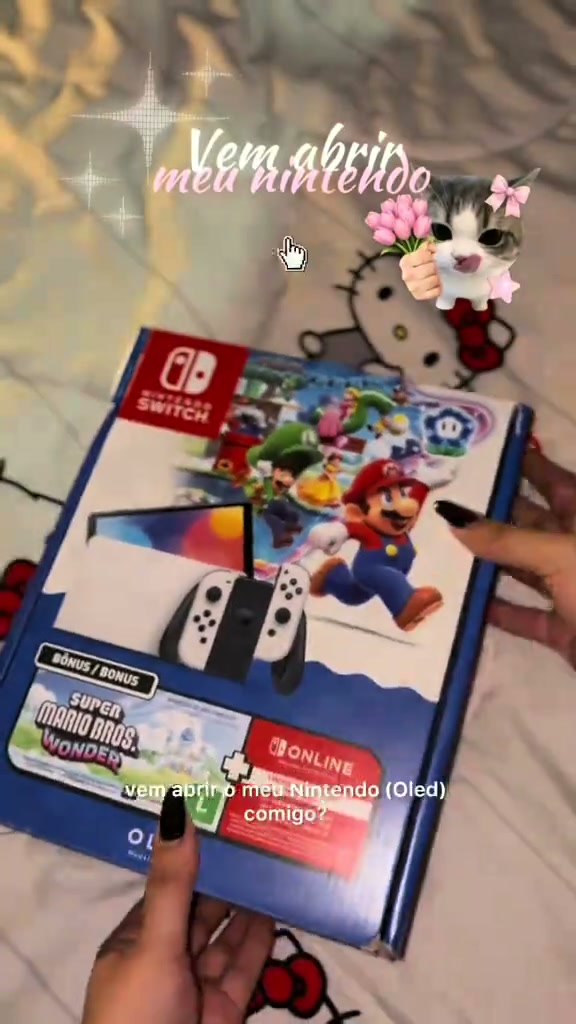 Vem abrir
meu nintendo
NINTENDO
SWITCH
BÔNUS / BONUS
SUPER
MARIO BROS.
WONDER
ONLINE
L
vem abrir o meu Nintendo (Oled)
comigo?